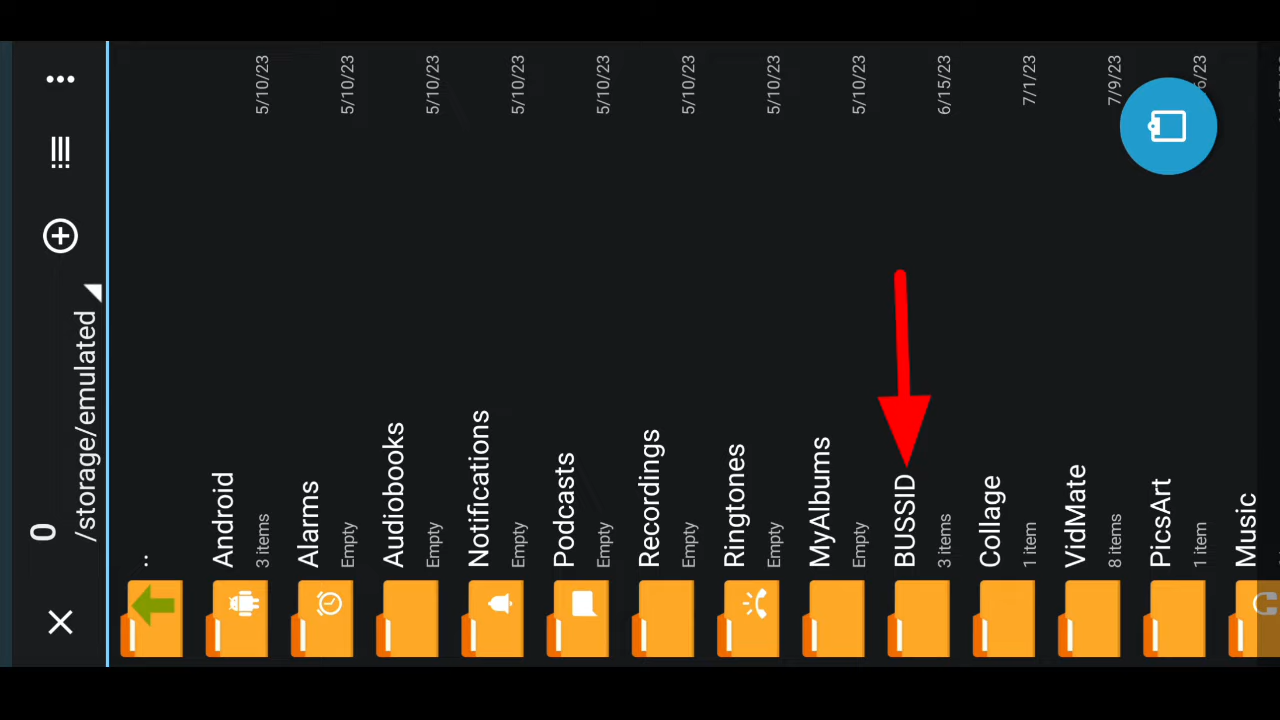 0
/storage/emulated
..
Android
3 items 5/10/23
Alarms
Empty 5/10/23
Audiobooks
Empty 5/10/23
Notifications
Empty 5/10/23
Podcasts
Empty 5/10/23
Recordings
Empty 5/10/23
Ringtones
Empty 5/10/23
MyAlbums
Empty 5/10/23
BUSSID
3 items 6/15/23
Collage
1 item 7/1/23
VidMate
8 items 7/9/23
PicsArt
1 item
Music